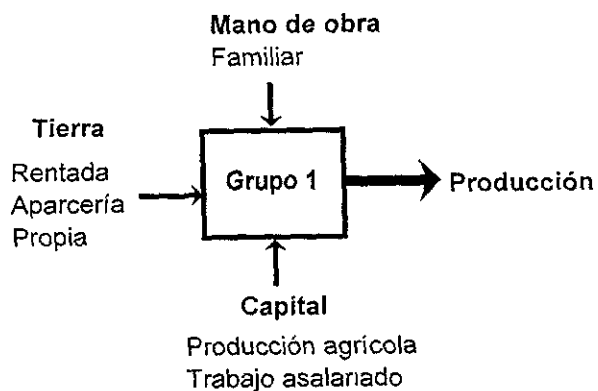 Mano de obra
Familiar
Tierra
Rentada
Aparcería
Propia
Grupo 1
Producción
Capital
Producción agrícola
Trabajo asalariado